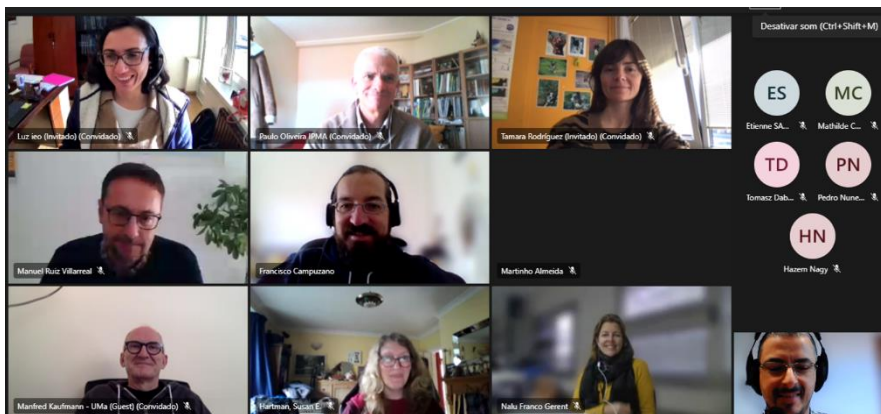 Desativar som (Ctrl+Shift+M)
Luz ieo (Invitado) (Convidado)
Paulo Oliveira IPMA (Convidado)
Tamara Rodríguez (Invitado) (Convidado)
ES
MC
Etienne SA...
Mathilde C...
TD
PN
Tomasz Dab...
Pedro Nune...
HN
Hazem Nagy
Manuel Ruiz Villarreal
Francisco Campuzano
Martinho Almeida
Manfred Kaufmann - UMa (Guest) (Convidado)
Hartman, Susan E.
Nalu Franco Gerent